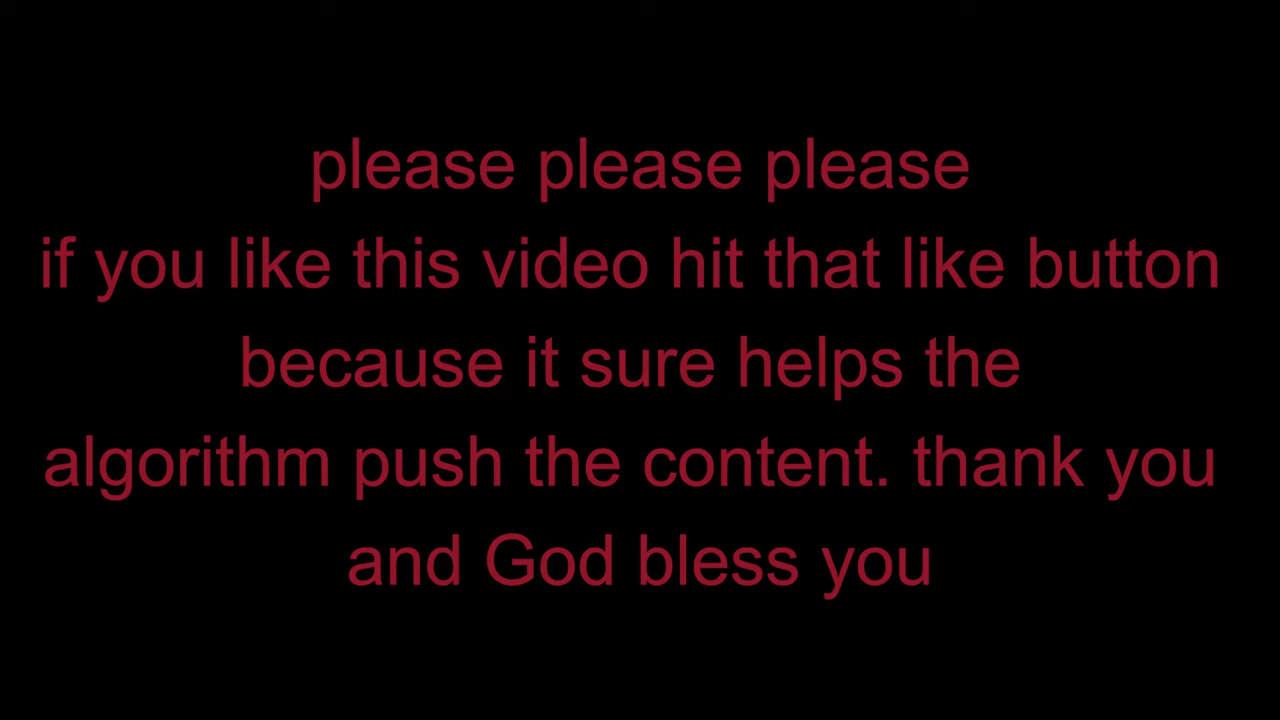 please please please
if you like this video hit that like button
because it sure helps the
algorithm push the content. thank you
and God bless you